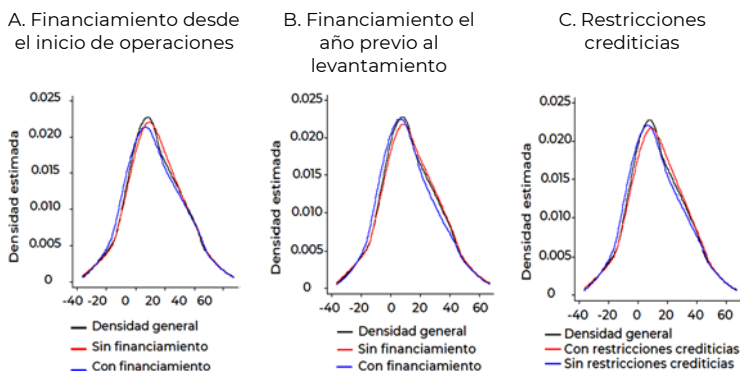 A. Financiamiento desde
el inicio de operaciones
Densidad estimada
0.025
0.020
0.015
0.010
0.005
0
-40 -20 0 20 40 60
Densidad general
Sin financiamiento
Con financiamiento
B. Financiamiento el
año previo al
levantamiento
Densidad estimada
0.025
0.020
0.015
0.010
0.005
0
-40 -20 0 20 40 60
Densidad general
Sin financiamiento
Con financiamiento
C. Restricciones
crediticias
Densidad estimada
0.025
0.020
0.015
0.010
0.005
0
-40 -20 0 20 40 60
Densidad general
Con restricciones crediticias
Sin restricciones crediticias